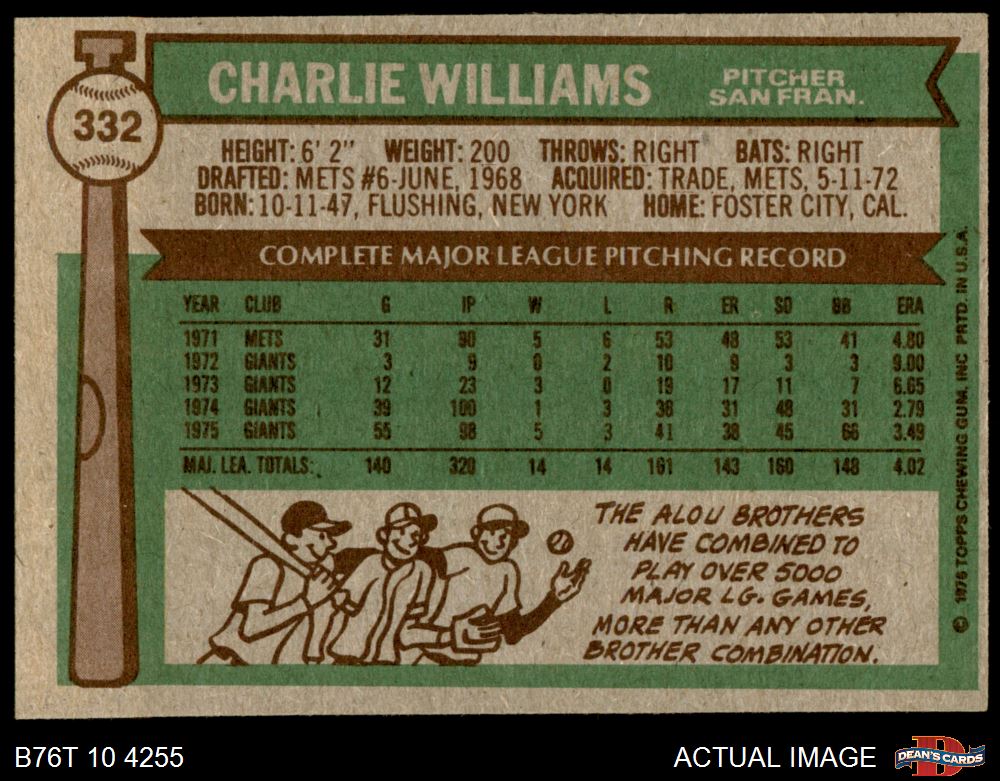 332
CHARLIE WILLIAMS
PITCHER
SAN FRAN.
HEIGHT: 6' 2" WEIGHT: 200 THROWS: RIGHT BATS: RIGHT
DRAFTED: METS #6-JUNE, 1968 ACQUIRED: TRADE, METS, 5-11-72
BORN: 10-11-47, FLUSHING, NEW YORK HOME: FOSTER CITY, CAL.
COMPLETE MAJOR LEAGUE PITCHING RECORD
YEAR CLUB G IP W L R ER SO BB ERA
1971 METS 31 90 5 6 53 48 53 41 4.80
1972 GIANTS 3 9 0 2 10 9 3 3 9.00
1973 GIANTS 12 23 3 0 19 17 11 7 6.65
1974 GIANTS 39 100 1 3 38 31 48 31 2.79
1975 GIANTS 55 98 5 3 41 38 45 66 3.49
MAJ. LEA. TOTALS: 140 320 14 14 161 143 160 148 4.02
THE ALOU BROTHERS
HAVE COMBINED TO
PLAY OVER 5000
MAJOR LG. GAMES,
MORE THAN ANY OTHER
BROTHER COMBINATION.
© 1976 TOPPS CHEWING GUM, INC PRTD. IN U.S.A.
B76T 10 4255
ACTUAL IMAGE
D
DEAN'S CARDS